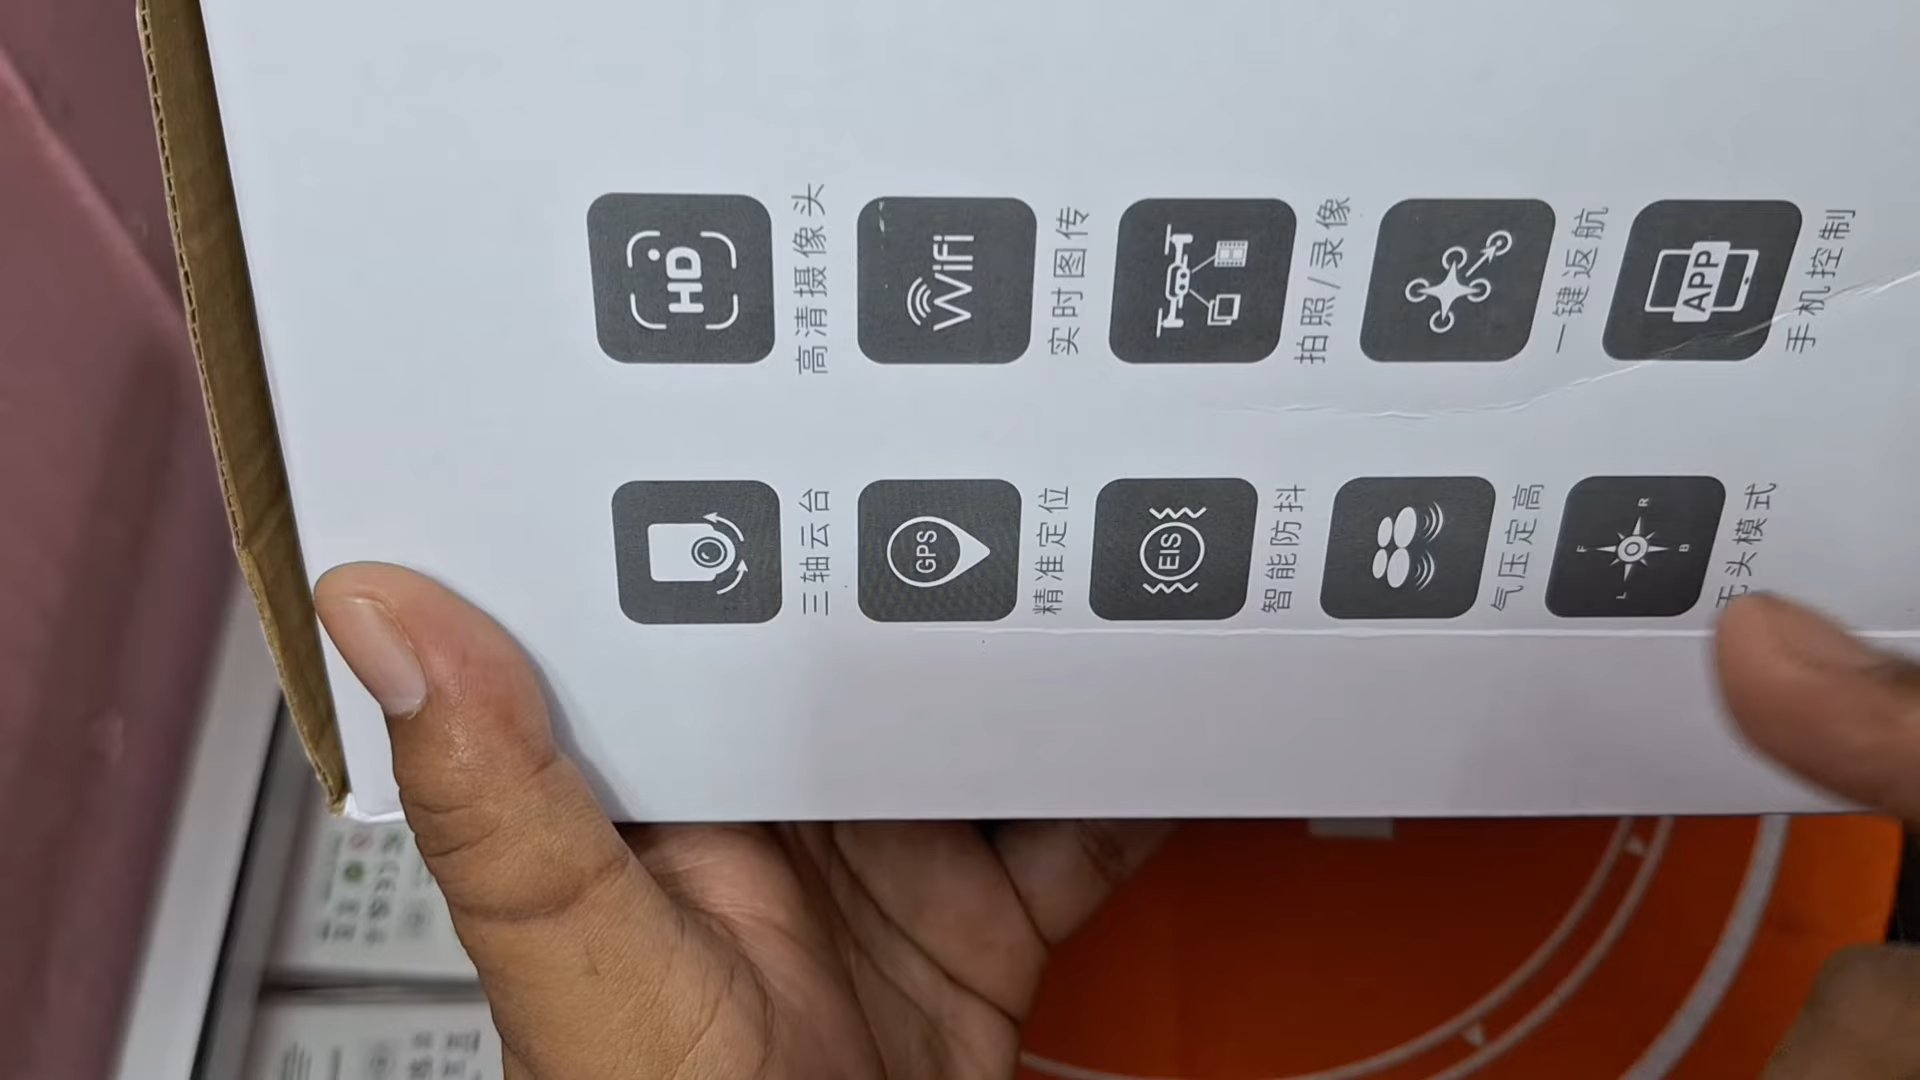 HD
三轴云台
高清摄像头
GPS
WiFi
精准定位
实时图传
EIS
智能防抖
拍照/录像
气压定高
一键返航
F
L
R
B
APP
无头模式
手机控制